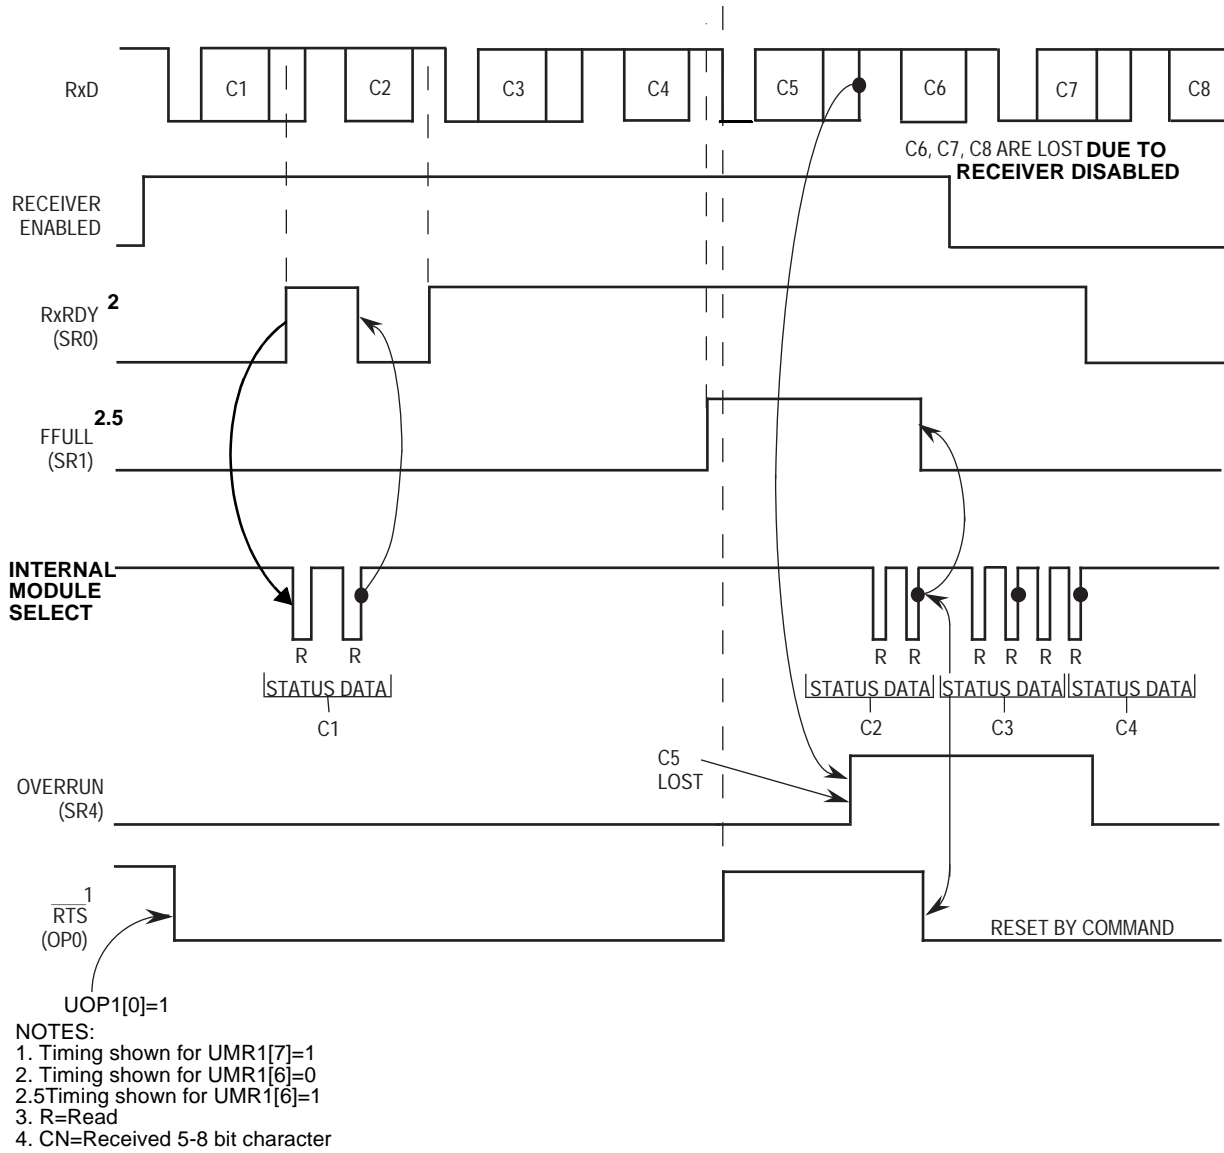 RxD
C1
C2
C3
C4
C5
C6
C7
C8
C6, C7, C8 ARE LOST DUE TO
RECEIVER DISABLED
RECEIVER
ENABLED
RxRDY 2
(SR0)
FFULL 2.5
(SR1)
INTERNAL
MODULE
SELECT
R R R R R R R R
STATUS DATA STATUS DATA STATUS DATA STATUS DATA
C1 C2 C3 C4
C5
LOST
OVERRUN
(SR4)
RTS 1
(OP0)
RESET BY COMMAND
UOP1[0]=1
NOTES:
1. Timing shown for UMR1[7]=1
2. Timing shown for UMR1[6]=0
2.5Timing shown for UMR1[6]=1
3. R=Read
4. CN=Received 5-8 bit character